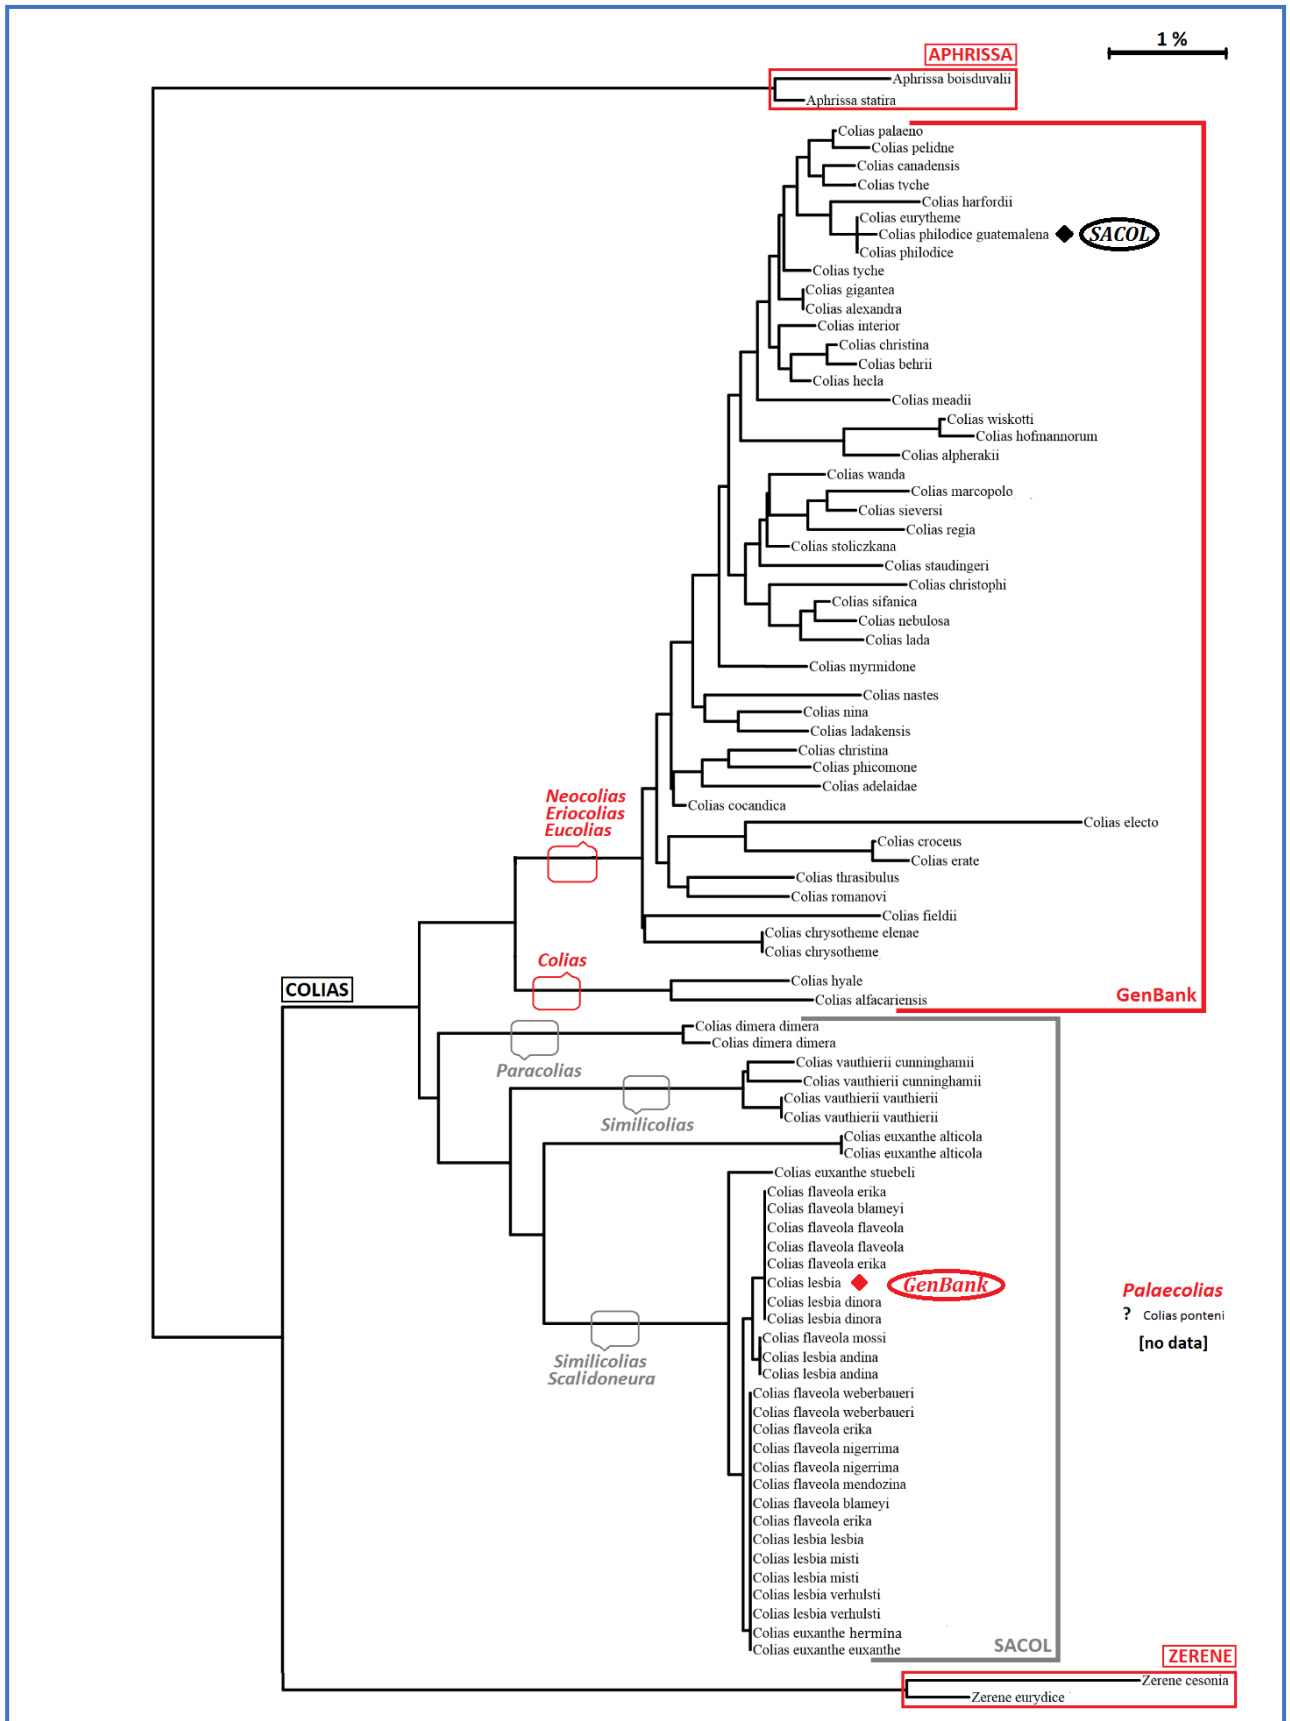 1 %
APHRISSA
Aphrissa boisduvalii
Aphrissa statira
Colias palaeno
Colias pelidne
Colias canadensis
Colias tyche
Colias harfordii
Colias eurytheme
Colias philodice guatemalena
SACOL
Colias philodice
Colias tyche
Colias gigantea
Colias alexandra
Colias interior
Colias christina
Colias behrii
Colias hecla
Colias meadii
Colias wiskotti
Colias hofmannorum
Colias alpherakii
Colias wanda
Colias marcopolo
Colias sieversi
Colias regia
Colias stoliczkana
Colias staudingeri
Colias christophi
Colias sifanica
Colias nebulosa
Colias lada
Colias myrmidone
Colias nastes
Colias nina
Colias ladakensis
Colias christina
Colias phicomone
Colias adelaidae
Colias cocandica
Neocolias
Eriocolias
Eucolias
Colias electo
Colias croceus
Colias erate
Colias thrasibulus
Colias romanovi
Colias fieldii
Colias chrysotheme elenae
Colias chrysotheme
Colias
Colias hyale
Colias alfacariensis
GenBank
COLIAS
Colias dimera dimera
Colias dimera dimera
Paracolias
Colias vauthierii cunninghamii
Colias vauthierii cunninghamii
Colias vauthierii vauthierii
Colias vauthierii vauthierii
Similicolias
Colias euxanthe alticola
Colias euxanthe alticola
Colias euxanthe stuebeli
Colias flaveola erika
Colias flaveola blameyi
Colias flaveola flaveola
Colias flaveola flaveola
Colias flaveola erika
Colias lesbia
GenBank
Colias lesbia dinora
Colias lesbia dinora
Colias flaveola mossi
Colias lesbia andina
Colias lesbia andina
Similicolias
Scalidoneura
Palaecolias
? Colias ponteni
[no data]
Colias flaveola weberbaueri
Colias flaveola weberbaueri
Colias flaveola erika
Colias flaveola nigerrima
Colias flaveola nigerrima
Colias flaveola mendozina
Colias flaveola blameyi
Colias flaveola erika
Colias lesbia lesbia
Colias lesbia misti
Colias lesbia misti
Colias lesbia verhulsti
Colias lesbia verhulsti
Colias euxanthe hermina
Colias euxanthe euxanthe
SACOL
ZERENE
Zerene cesonia
Zerene eurydice